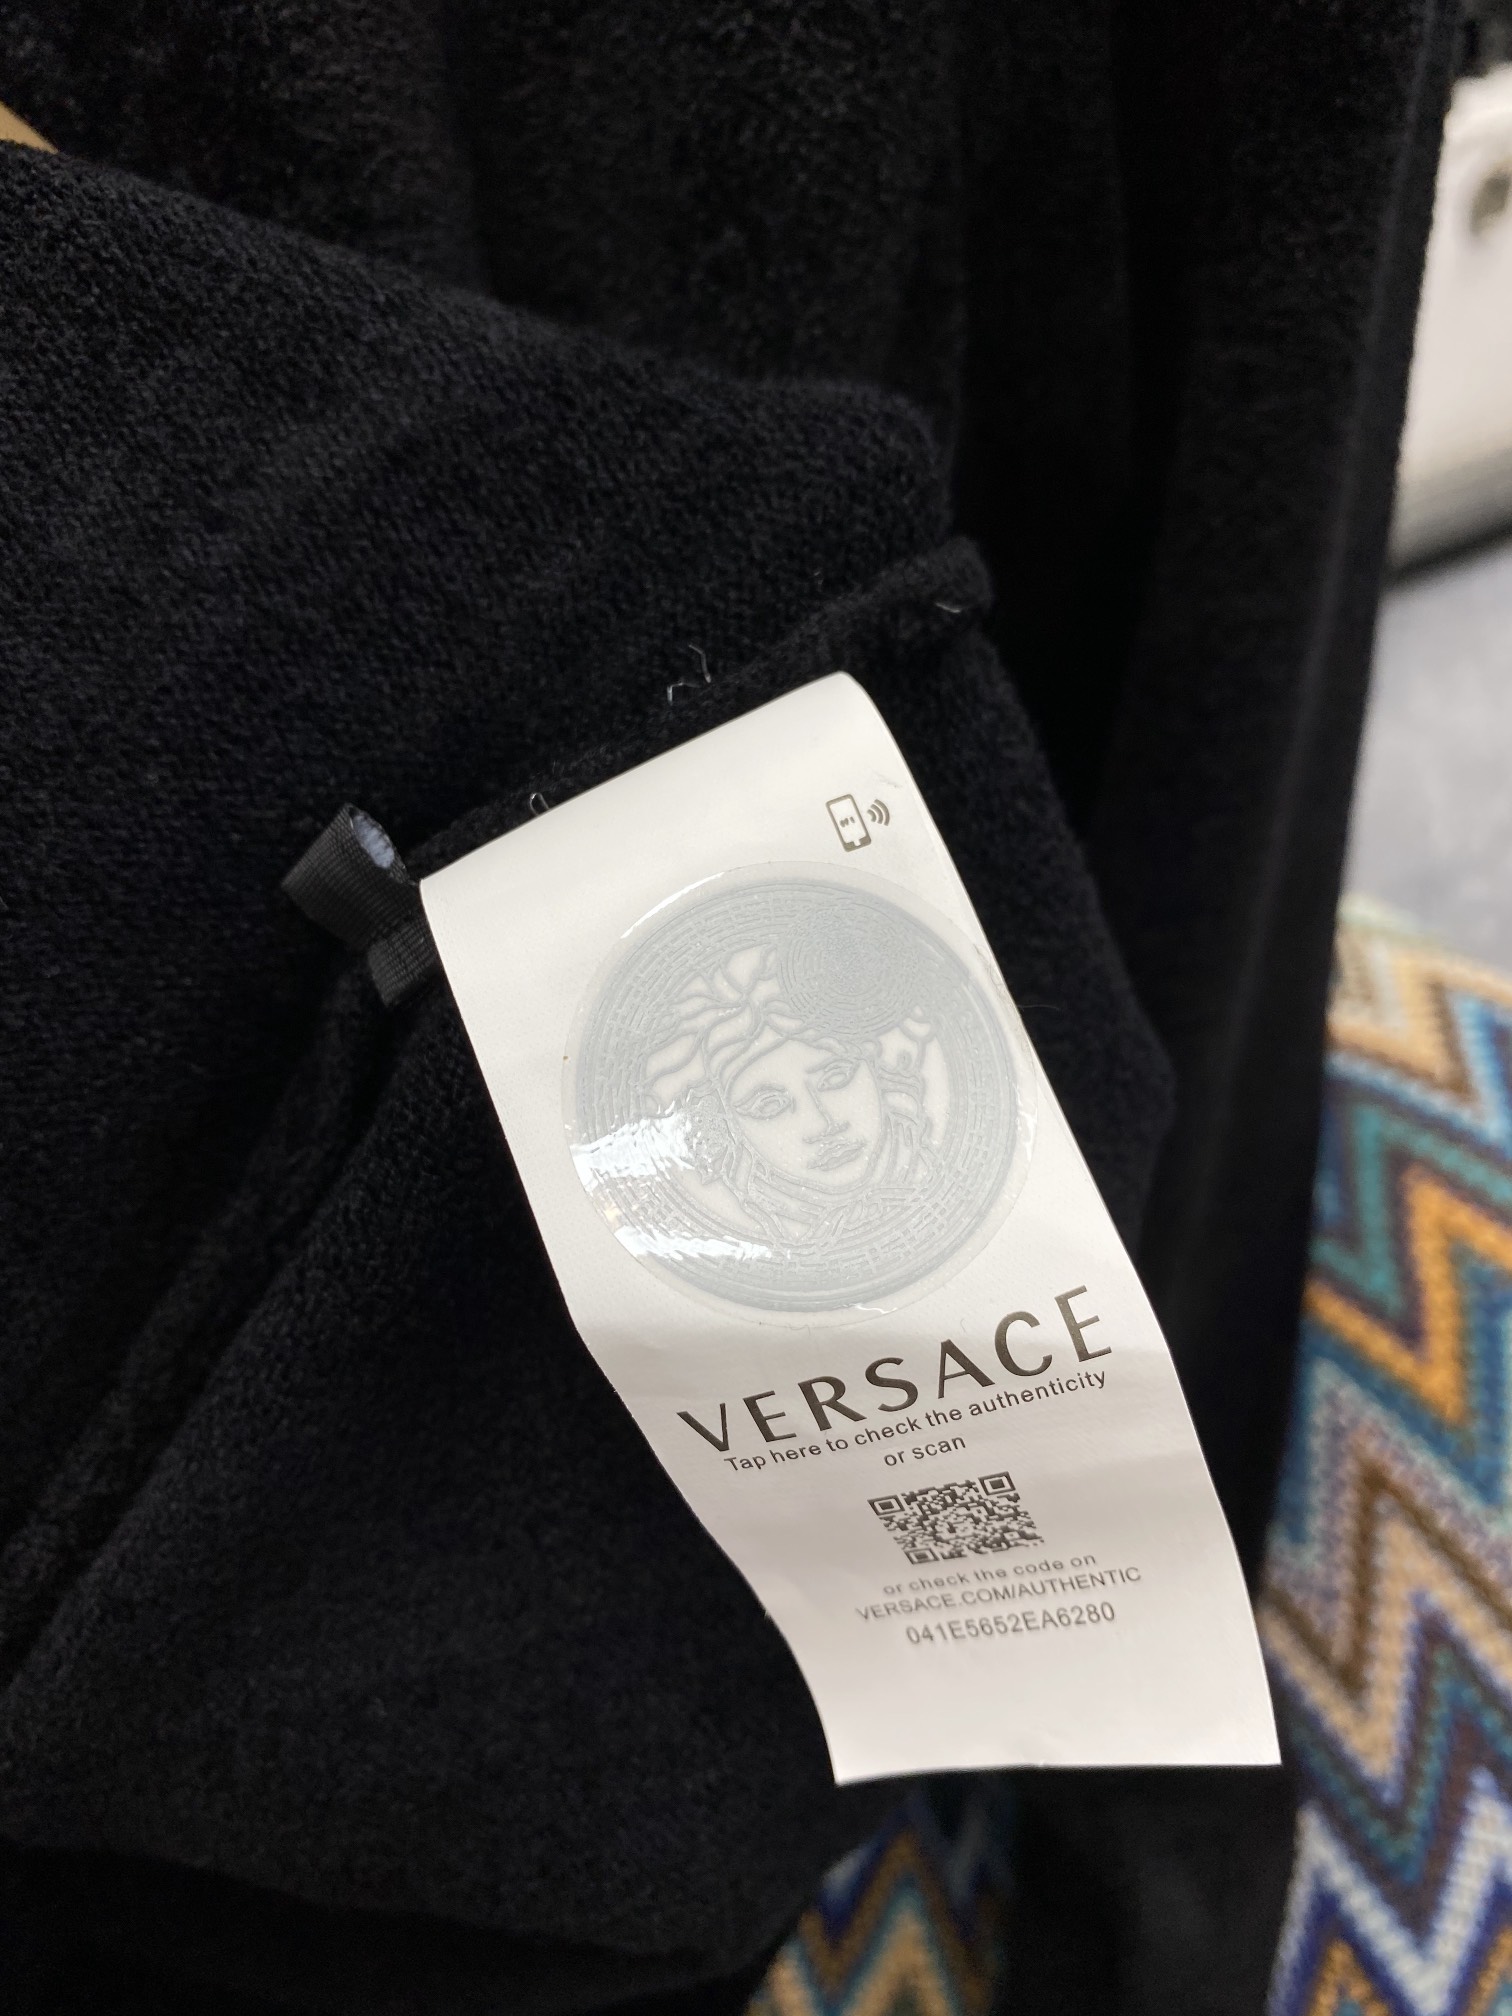 VERSACE
Tap here to check the authenticity
or scan
or check the code on
VERSACE.COM/AUTHENTIC
041E5652EA6280